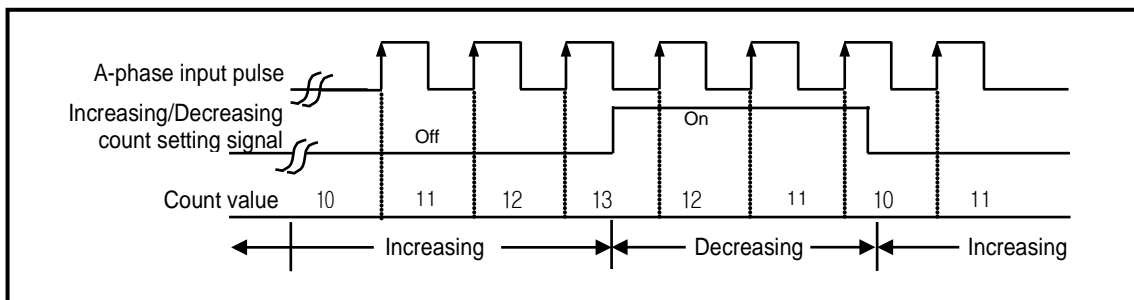 A-phase input pulse
Increasing/Decreasing
count setting signal
Off
On
Count value 10 11 12 13 12 11 10 11
Increasing Decreasing Increasing